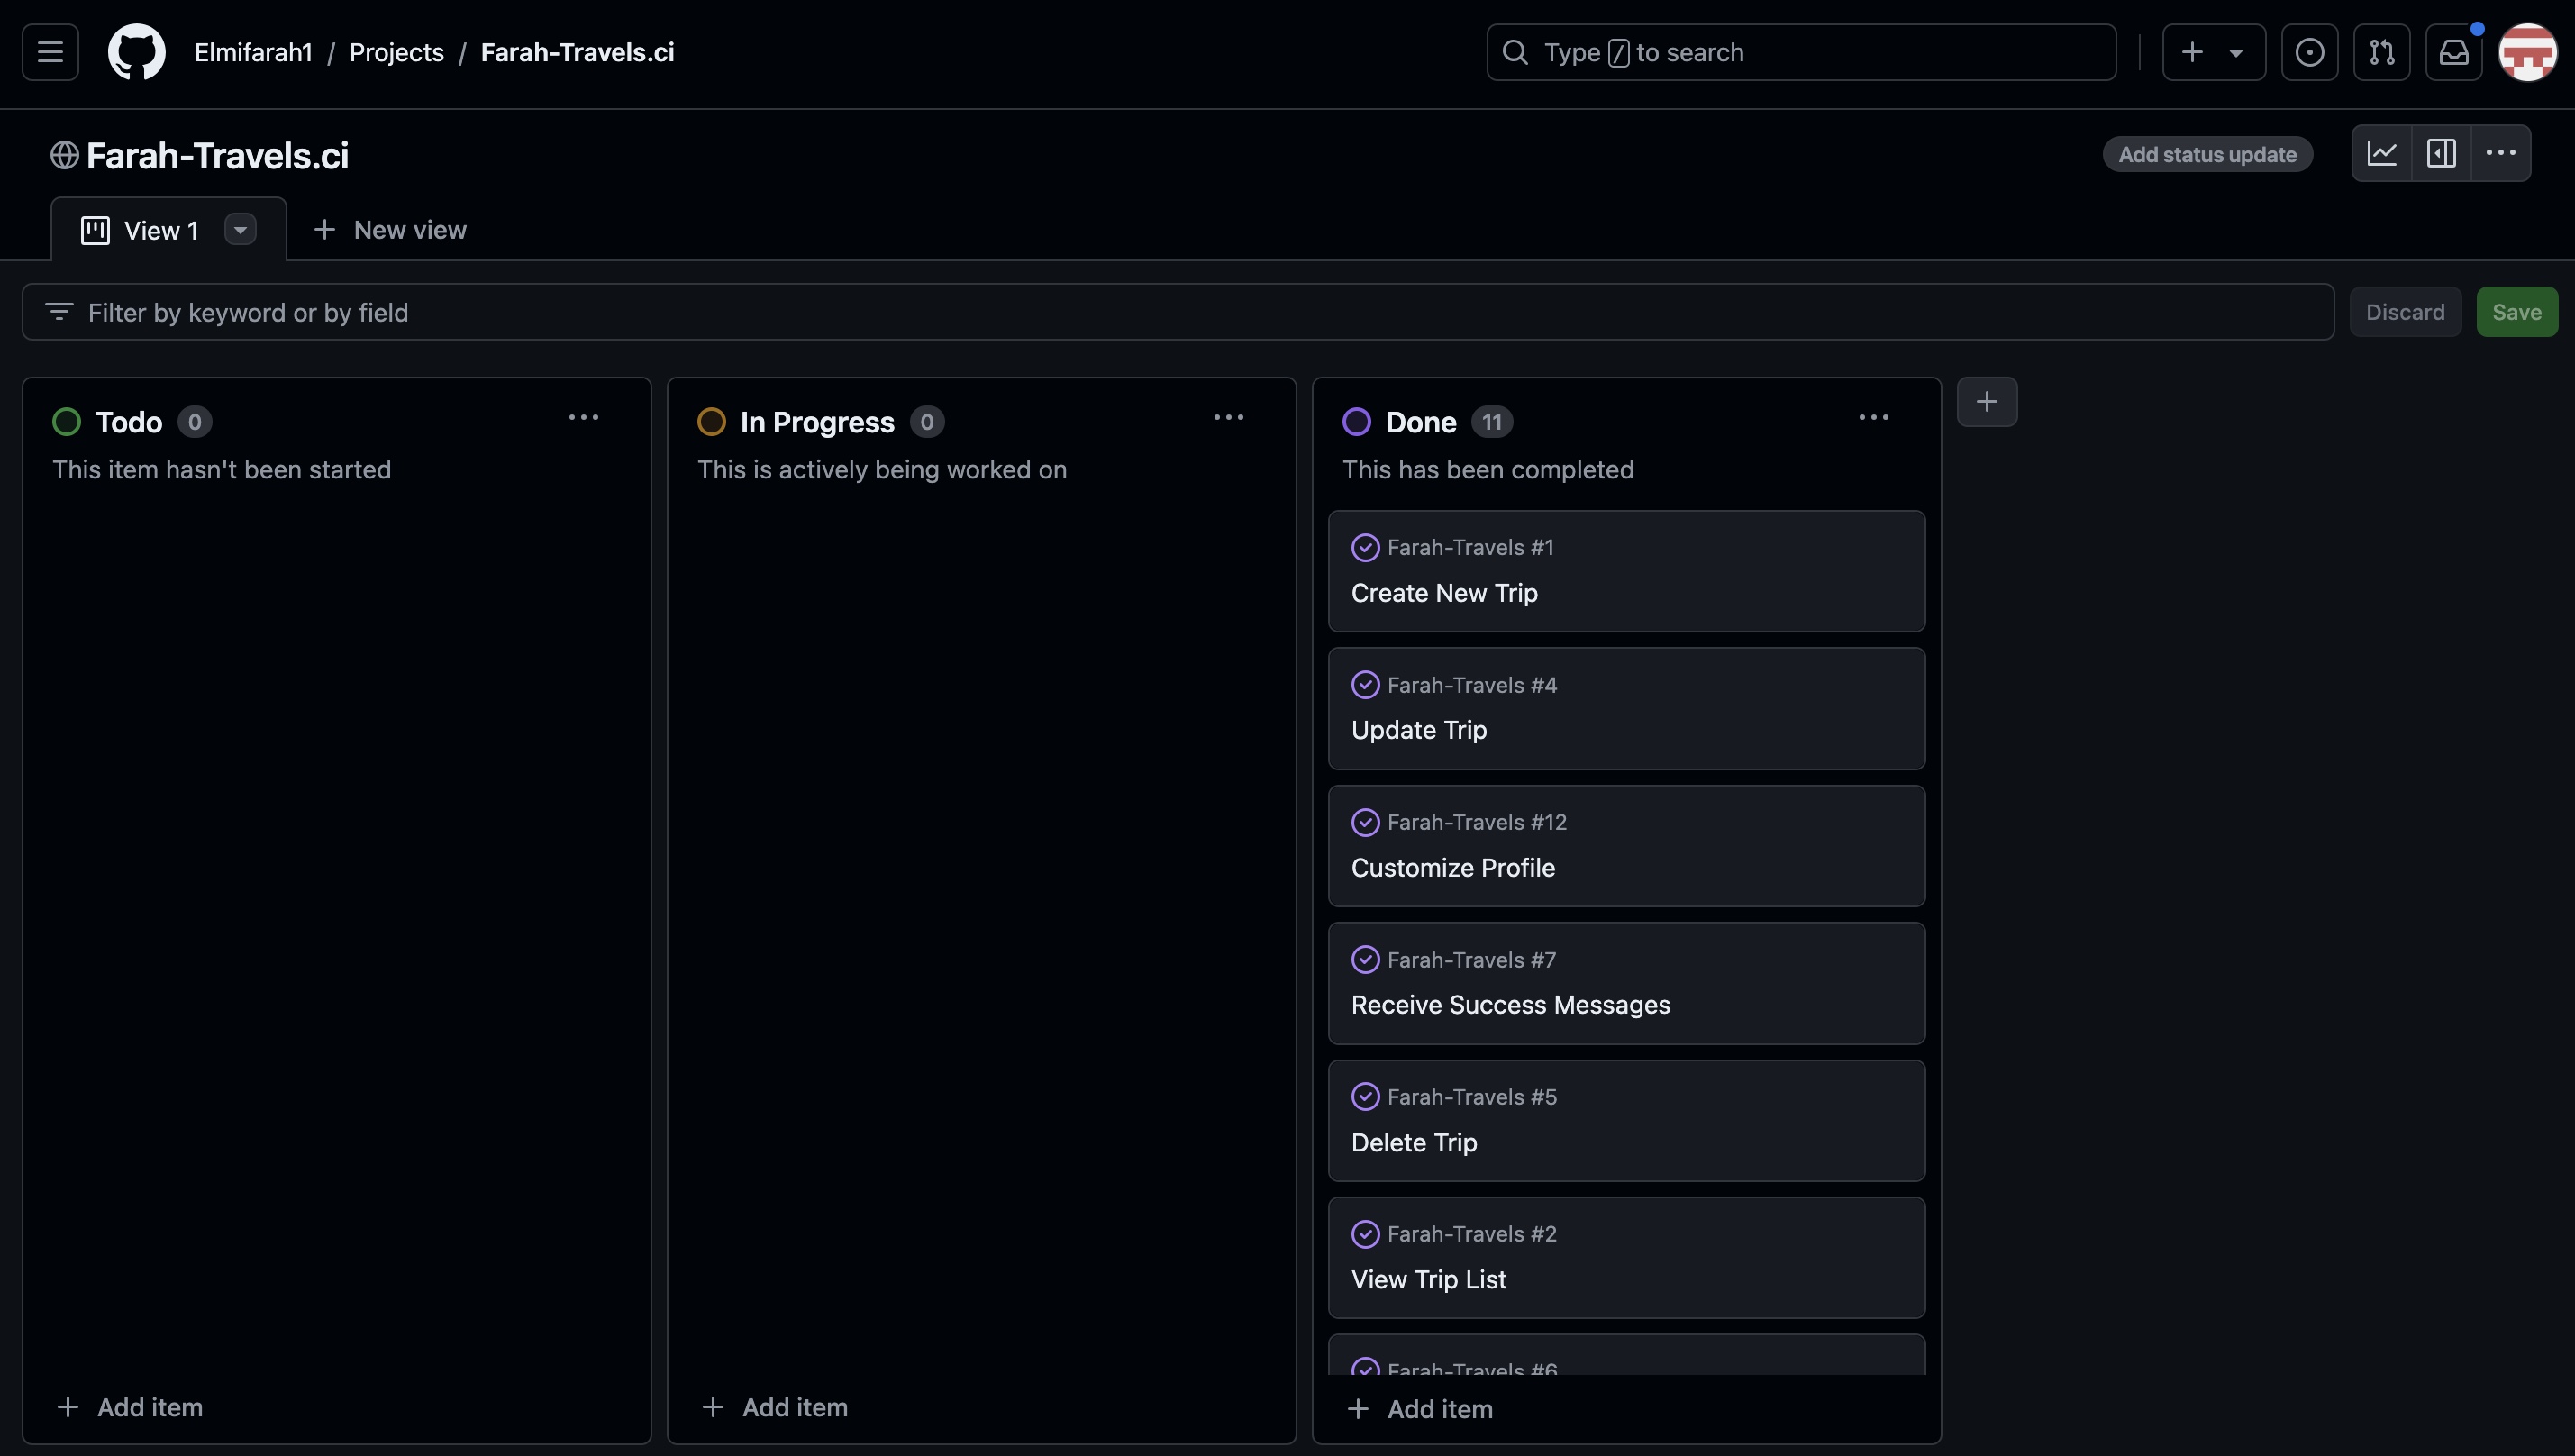 Elmifarah1 / Projects / Farah-Travels.ci
Type / to search
Farah-Travels.ci
Add status update
View 1
New view
Filter by keyword or by field
Discard
Save
Todo 0
This item hasn't been started
Add item
In Progress 0
This is actively being worked on
Add item
Done 11
This has been completed
Farah-Travels #1
Create New Trip
Farah-Travels #4
Update Trip
Farah-Travels #12
Customize Profile
Farah-Travels #7
Receive Success Messages
Farah-Travels #5
Delete Trip
Farah-Travels #2
View Trip List
Farah-Travels #6
Add item